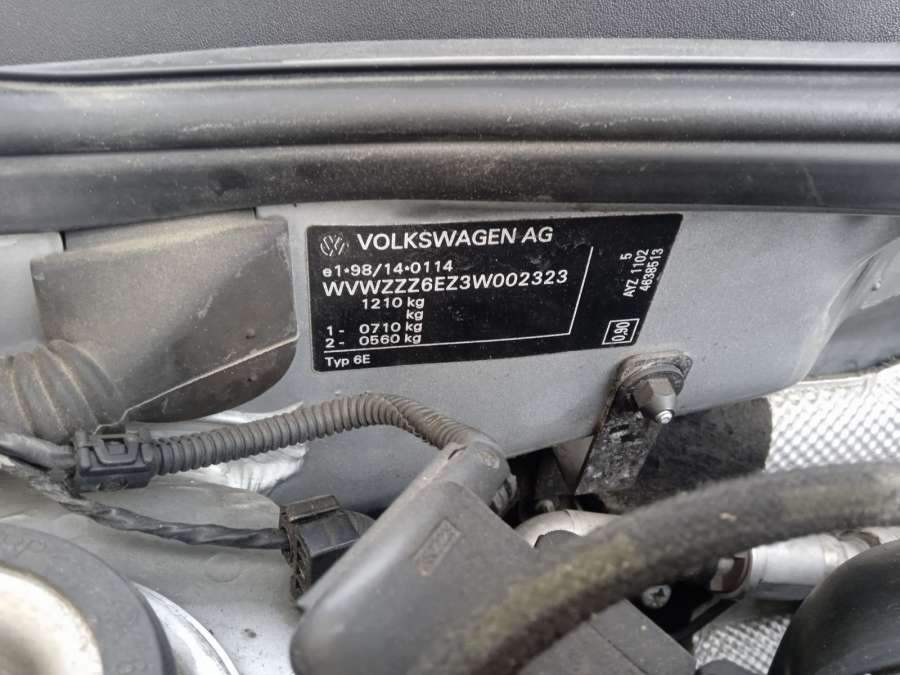 VOLKSWAGEN AG
e1*98/14*0114
WVWZZZ6EZ3W002323
1210 kg
kg
1- 0710 kg
2- 0560 kg
Typ 6E
5
AYZ 1102
4638513
0,90